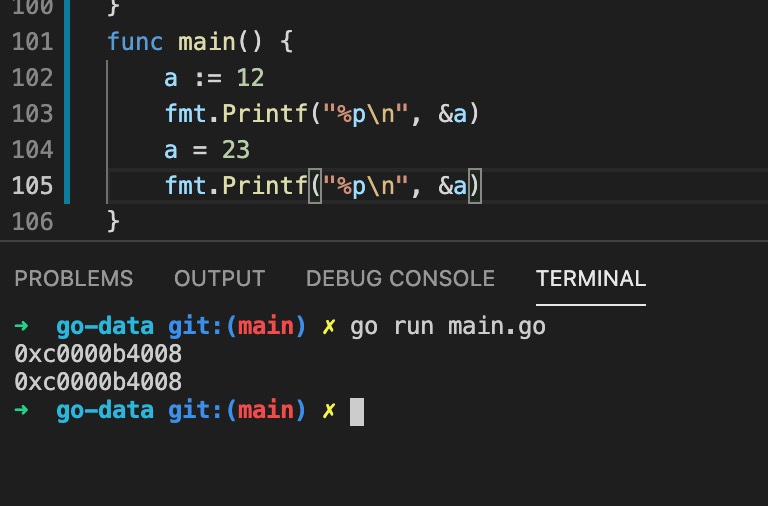 100 }
101 func main() {
102 a := 12
103 fmt.Printf("%p\n", &a)
104 a = 23
105 fmt.Printf("%p\n", &a)
106 }
PROBLEMS OUTPUT DEBUG CONSOLE TERMINAL
➜ go-data git:(main) ✗ go run main.go
0xc0000b4008
0xc0000b4008
➜ go-data git:(main) ✗